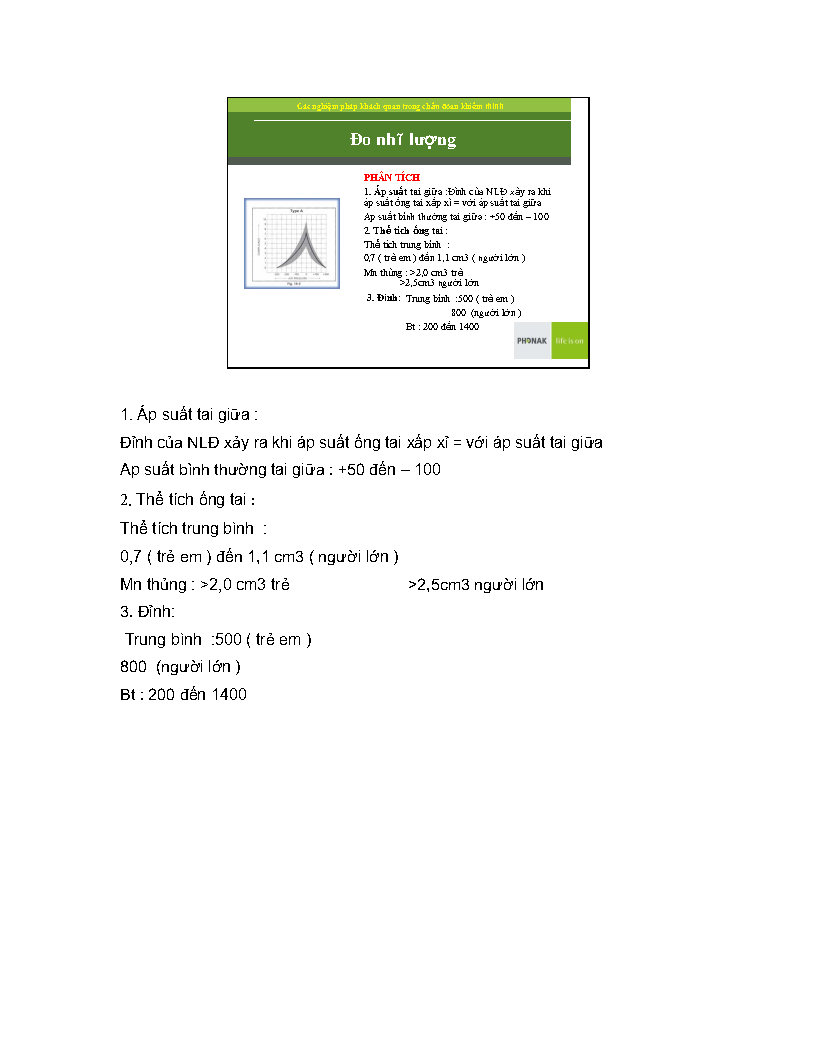 Các nghiệm pháp khách quan trong chẩn đóan khiếm thính
Đo nhĩ lượng
PHÂN TÍCH
1. Áp suất tai giữa :Đỉnh của NLĐ xảy ra khi
áp suất ống tai xấp xỉ = với áp suất tai giữa
Ap suất bình thường tai giữa : +50 đến – 100
2. Thể tích ống tai :
Thể tích trung bình :
0,7 ( trẻ em ) đến 1,1 cm3 ( người lớn )
Mn thủng : >2,0 cm3 trẻ
>2,5cm3 người lớn
3. Đỉnh: Trung bình :500 ( trẻ em )
800 (người lớn )
Bt : 200 đến 1400
Type A
PHONAK life is on
1. Áp suất tai giữa :
Đỉnh của NLĐ xảy ra khi áp suất ống tai xấp xỉ = với áp suất tai giữa
Ap suất bình thường tai giữa : +50 đến – 100
2. Thể tích ống tai :
Thể tích trung bình :
0,7 ( trẻ em ) đến 1,1 cm3 ( người lớn )
Mn thủng : >2,0 cm3 trẻ >2,5cm3 người lớn
3. Đỉnh:
Trung bình :500 ( trẻ em )
800 (người lớn )
Bt : 200 đến 1400